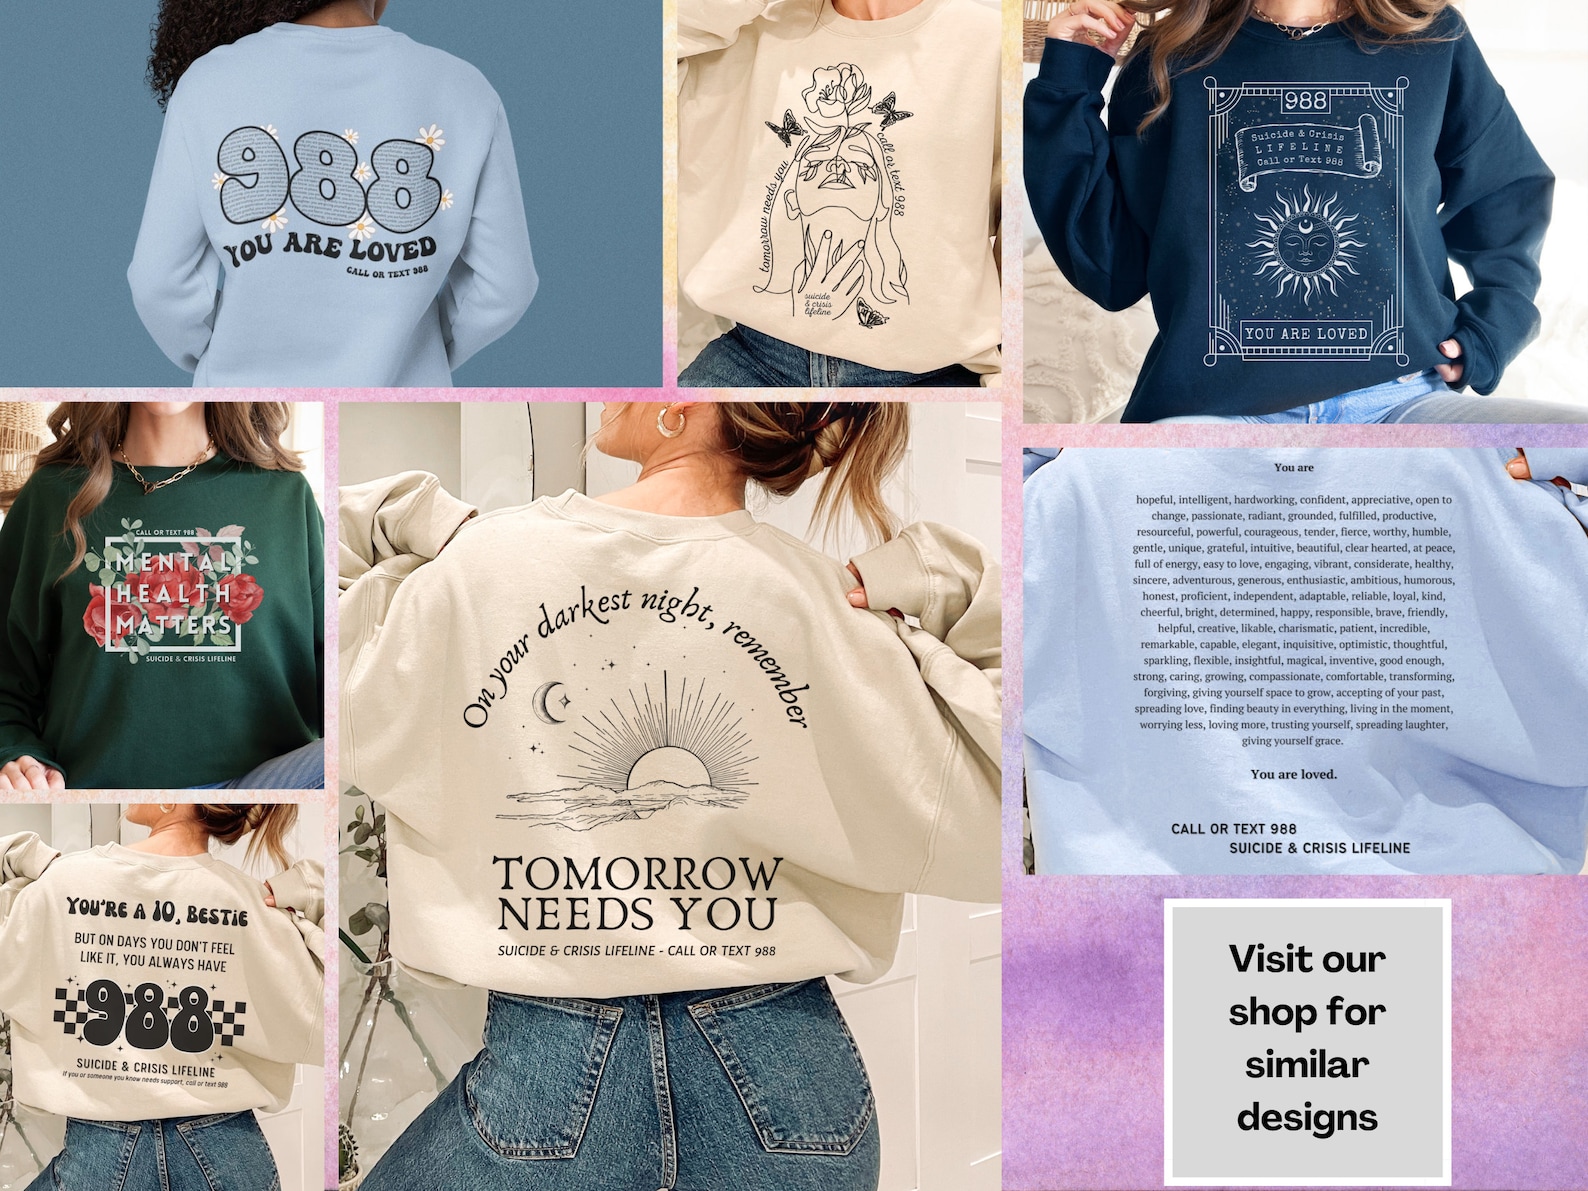 988
YOU ARE LOVED
CALL OR TEXT 988
tomorrow needs you
call or text 988
suicide
& crisis
lifeline
988
Suicide & Crisis
LIFELINE
Call or Text 988
YOU ARE LOVED
CALL OR TEXT 988
MENTAL
HEALTH
MATTERS
SUICIDE & CRISIS LIFELINE
On your darkest night, remember
TOMORROW
NEEDS YOU
SUICIDE & CRISIS LIFELINE - CALL OR TEXT 988
You are
hopeful, intelligent, hardworking, confident, appreciative, open to
change, passionate, radiant, grounded, fulfilled, productive,
resourceful, powerful, courageous, tender, fierce, worthy, humble,
gentle, unique, grateful, intuitive, beautiful, clear hearted, at peace,
full of energy, easy to love, engaging, vibrant, considerate, healthy,
sincere, adventurous, generous, enthusiastic, ambitious, humorous,
honest, proficient, independent, adaptable, reliable, loyal, kind,
cheerful, bright, determined, happy, responsible, brave, friendly,
helpful, creative, likable, charismatic, patient, incredible,
remarkable, capable, elegant, inquisitive, optimistic, thoughtful,
sparkling, flexible, insightful, magical, inventive, good enough,
strong, caring, growing, compassionate, comfortable, transforming,
forgiving, giving yourself space to grow, accepting of your past,
spreading love, finding beauty in everything, living in the moment,
worrying less, loving more, trusting yourself, spreading laughter,
giving yourself grace.
You are loved.
CALL OR TEXT 988
SUICIDE & CRISIS LIFELINE
YOU'RE A 10, BESTIE
BUT ON DAYS YOU DON'T FEEL
LIKE IT, YOU ALWAYS HAVE
988
SUICIDE & CRISIS LIFELINE
If you or someone you know needs support, call or text 988
Visit our
shop for
similar
designs